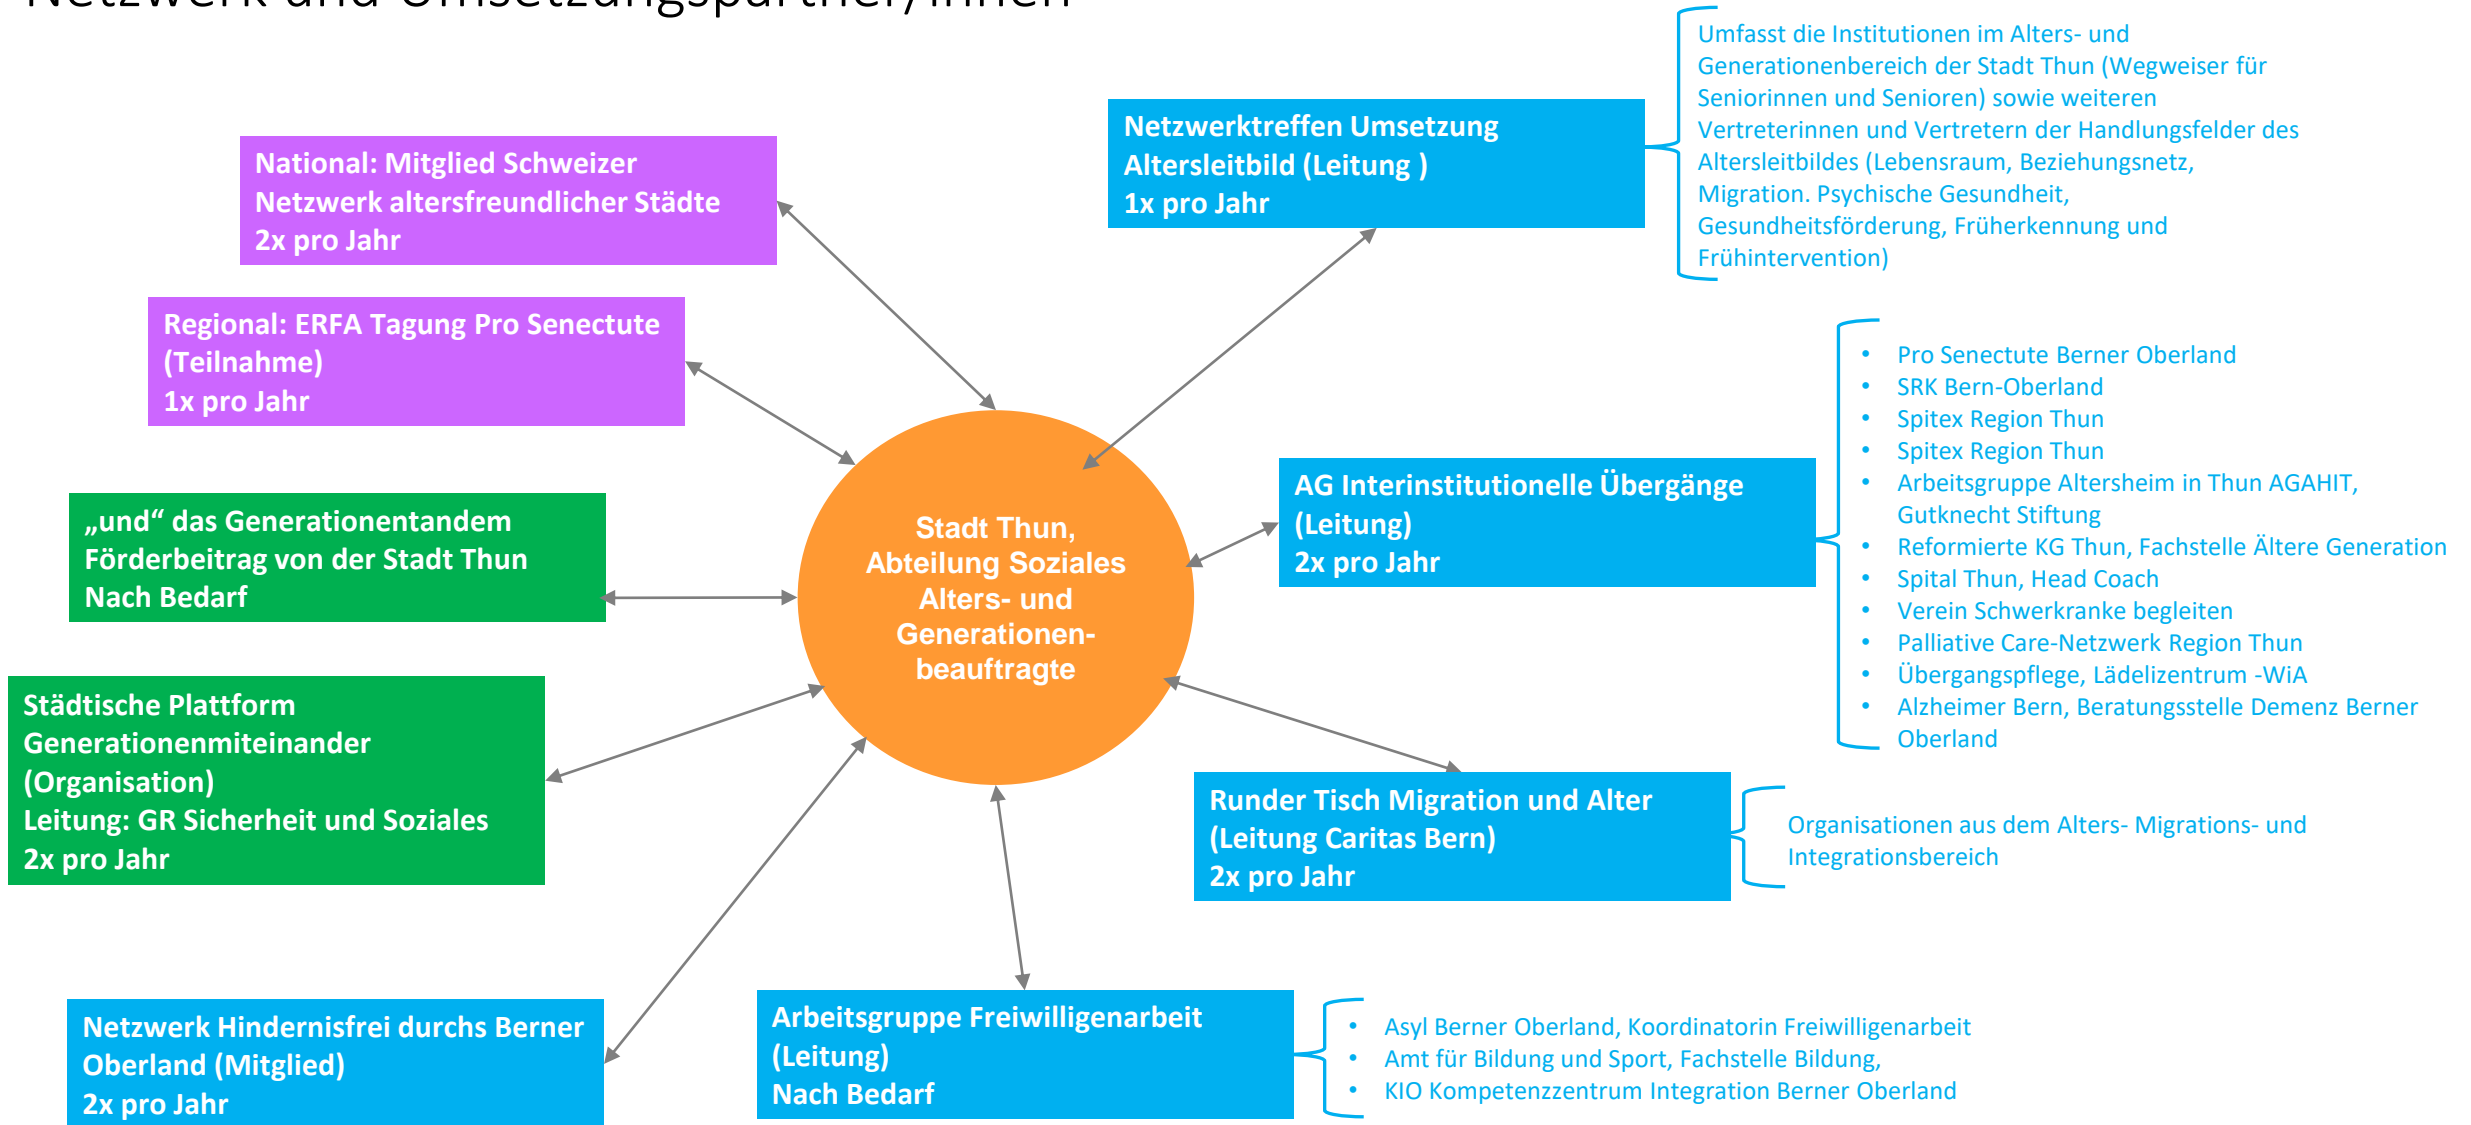 Netzwerk und Umsetzungspartner/innen
National: Mitglied Schweizer
Netzwerk altersfreundlicher Städte
2x pro Jahr
Regional: ERFA Tagung Pro Senectute
(Teilnahme)
1x pro Jahr
„und“ das Generationentandem
Förderbeitrag von der Stadt Thun
Nach Bedarf
Städtische Plattform
Generationenmiteinander
(Organisation)
Leitung: GR Sicherheit und Soziales
2x pro Jahr
Netzwerk Hindernisfrei durchs Berner
Oberland (Mitglied)
2x pro Jahr
Stadt Thun,
Abteilung Soziales
Alters- und
Generationen-
beauftragte
Netzwerktreffen Umsetzung
Altersleitbild (Leitung )
1x pro Jahr
Umfasst die Institutionen im Alters- und
Generationenbereich der Stadt Thun (Wegweiser für
Seniorinnen und Senioren) sowie weiteren
Vertreterinnen und Vertretern der Handlungsfelder des
Altersleitbildes (Lebensraum, Beziehungsnetz,
Migration. Psychische Gesundheit,
Gesundheitsförderung, Früherkennung und
Frühintervention)
AG Interinstitutionelle Übergänge
(Leitung)
2x pro Jahr
• Pro Senectute Berner Oberland
• SRK Bern-Oberland
• Spitex Region Thun
• Spitex Region Thun
• Arbeitsgruppe Altersheim in Thun AGAHIT,
Gutknecht Stiftung
• Reformierte KG Thun, Fachstelle Ältere Generation
• Spital Thun, Head Coach
• Verein Schwerkranke begleiten
• Palliative Care-Netzwerk Region Thun
• Übergangspflege, Lädelizentrum -WiA
• Alzheimer Bern, Beratungsstelle Demenz Berner
Oberland
Runder Tisch Migration und Alter
(Leitung Caritas Bern)
2x pro Jahr
Organisationen aus dem Alters- Migrations- und
Integrationsbereich
Arbeitsgruppe Freiwilligenarbeit
(Leitung)
Nach Bedarf
• Asyl Berner Oberland, Koordinatorin Freiwilligenarbeit
• Amt für Bildung und Sport, Fachstelle Bildung,
• KIO Kompetenzzentrum Integration Berner Oberland